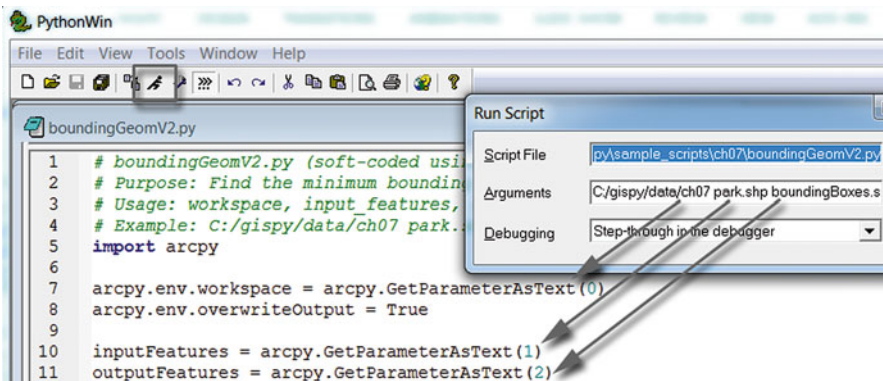 PythonWin
File Edit View Tools Window Help
boundingGeomV2.py
1 # boundingGeomV2.py (soft-coded usi
2 # Purpose: Find the minimum bounding
3 # Usage: workspace, input_features,
4 # Example: C:/gispy/data/ch07 park.
5 import arcpy
6
7 arcpy.env.workspace = arcpy.GetParameterAsText(0)
8 arcpy.env.overwriteOutput = True
9
10 inputFeatures = arcpy.GetParameterAsText(1)
11 outputFeatures = arcpy.GetParameterAsText(2)
Run Script
Script File py\sample_scripts\ch07\boundingGeomV2.py
Arguments C:/gispy/data/ch07 park.shp boundingBoxes.s
Debugging Step-through in the debugger